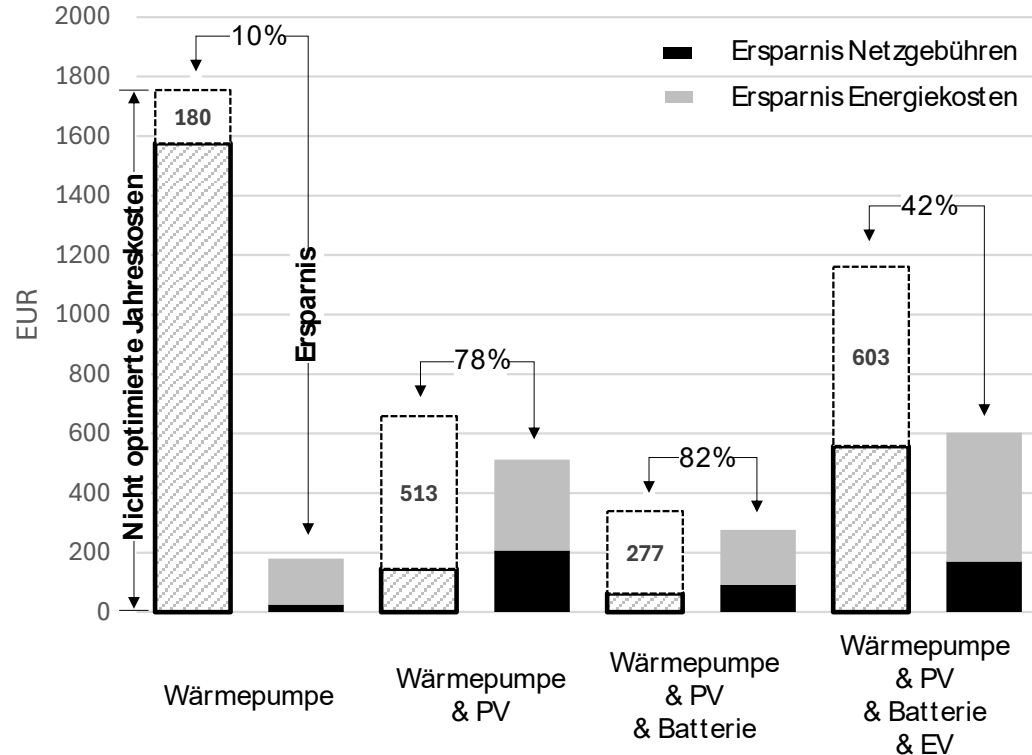 2000
1800
1600
1400
1200
1000
800
600
400
200
0
EUR
Nicht optimierte Jahreskosten
Ersparnis
Ersparnis Netzgebühren
Ersparnis Energiekosten
10%
180
78%
513
82%
277
42%
603
Wärmepumpe
Wärmepumpe
& PV
Wärmepumpe
& PV
& Batterie
Wärmepumpe
& PV
& Batterie
& EV